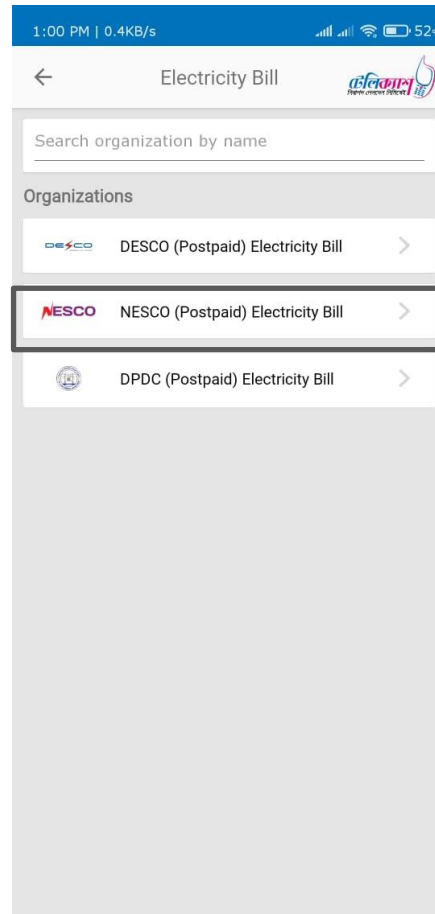 1:00 PM | 0.4KB/s
52
Electricity Bill
টেলিক্যাশ
Search organization by name
Organizations
DESCO
DESCO (Postpaid) Electricity Bill
NESCO
NESCO (Postpaid) Electricity Bill
DPDC (Postpaid) Electricity Bill